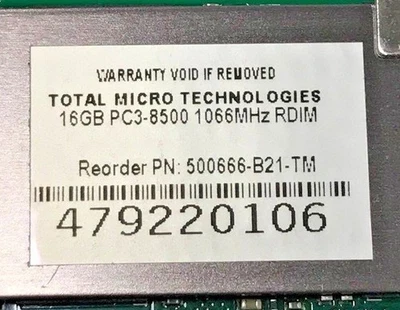 WARRANTY VOID IF REMOVED
TOTAL MICRO TECHNOLOGIES
16GB PC3-8500 1066MHz RDIM
Reorder PN: 500666-B21-TM
479220106